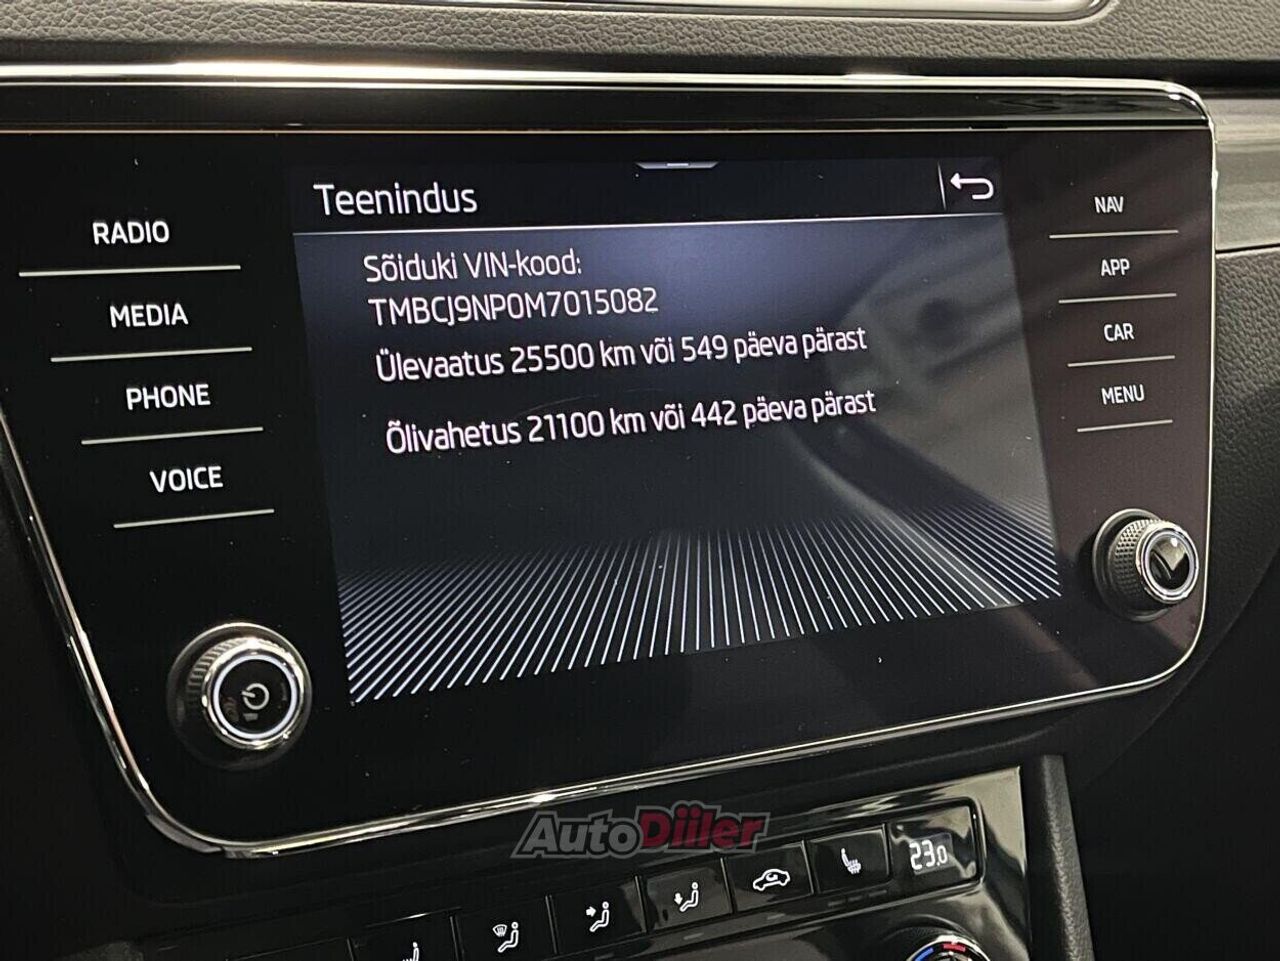 Teenindus
Sõiduki VIN-kood:
TMBCJ9NP0M7015082
Ülevaatus 25500 km või 549 päeva pärast
Õlivahetus 21100 km või 442 päeva pärast
RADIO
MEDIA
PHONE
VOICE
NAV
APP
CAR
MENU
AutoDiiler
23.0